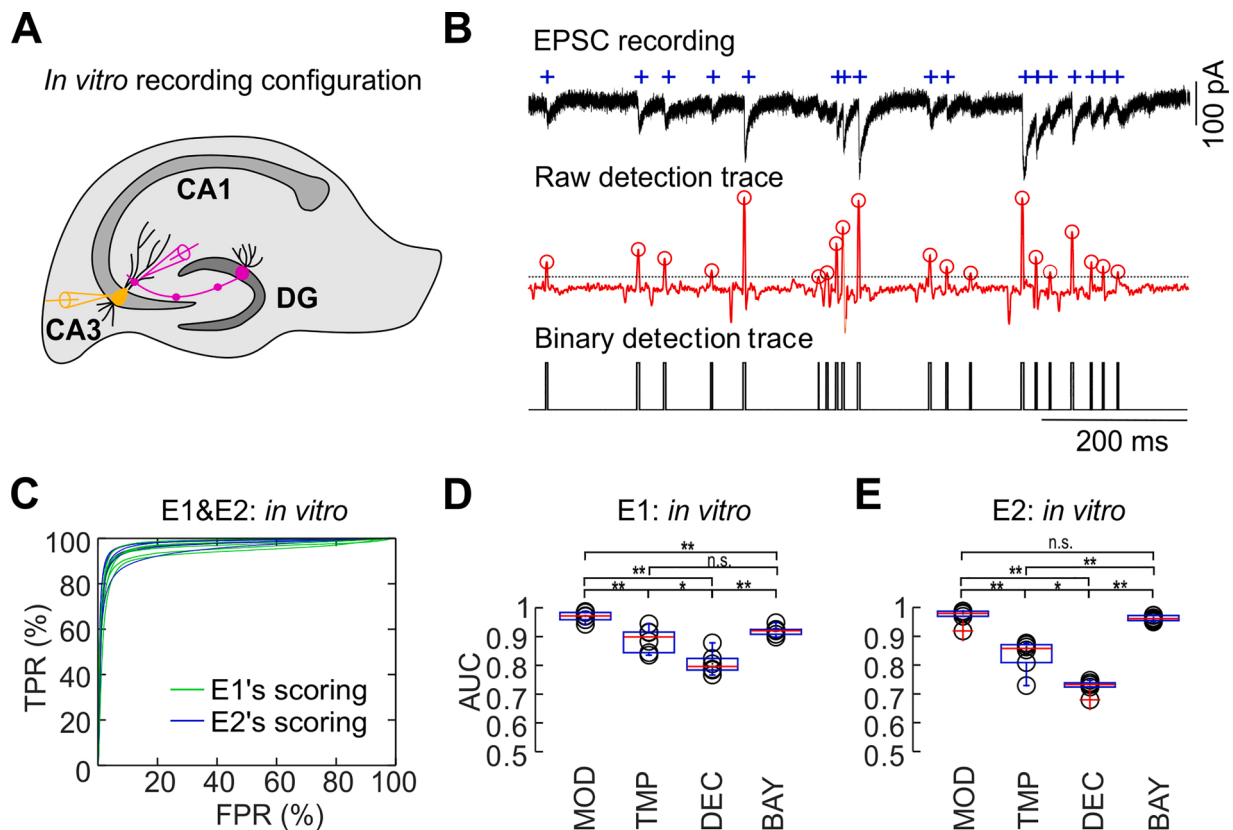 A
In vitro recording configuration
CA1
CA3
DG
B
EPSC recording
100 pA
Raw detection trace
Binary detection trace
200 ms
C
E1&E2: in vitro
TPR (%)
100
80
60
40
20
0
E1's scoring
E2's scoring
20 40 60 80 100
FPR (%)
D
E1: in vitro
**
n.s.
**
** * **
AUC
1
0.9
0.8
0.7
0.6
0.5
MOD TMP DEC BAY
E
E2: in vitro
n.s.
**
**
** * **
1
0.9
0.8
0.7
0.6
0.5
MOD TMP DEC BAY